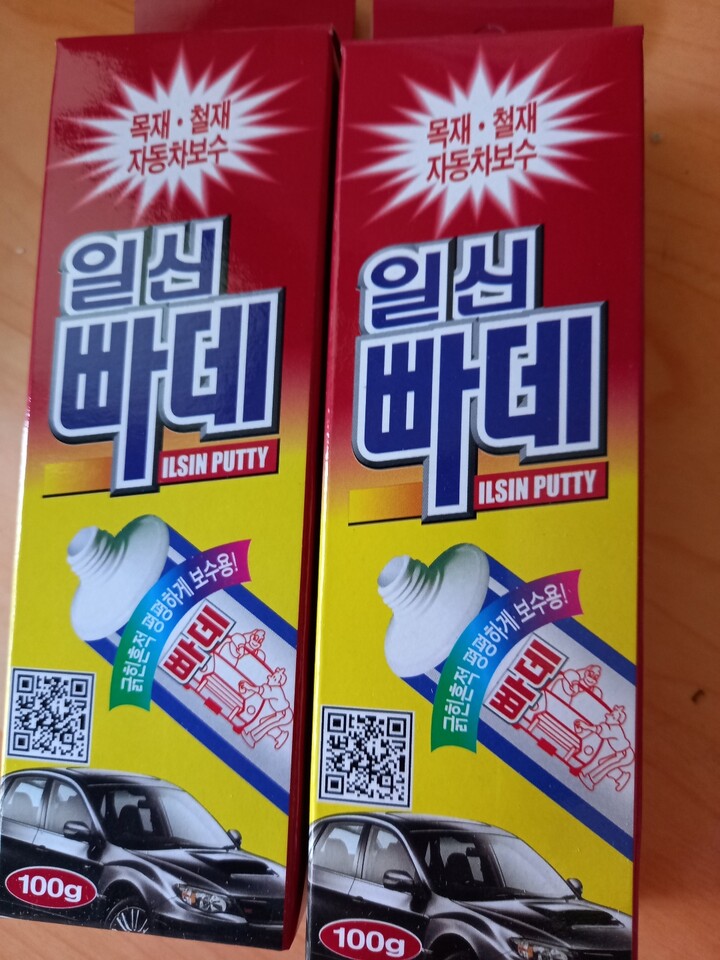 목재·철재
자동차보수
일신
빠데
ILSIN PUTTY
긁힌흔적 평평하게 보수용!
빠데
100g
목재·철재
자동차보수
일신
빠데
ILSIN PUTTY
긁힌흔적 평평하게 보수용!
빠데
100g